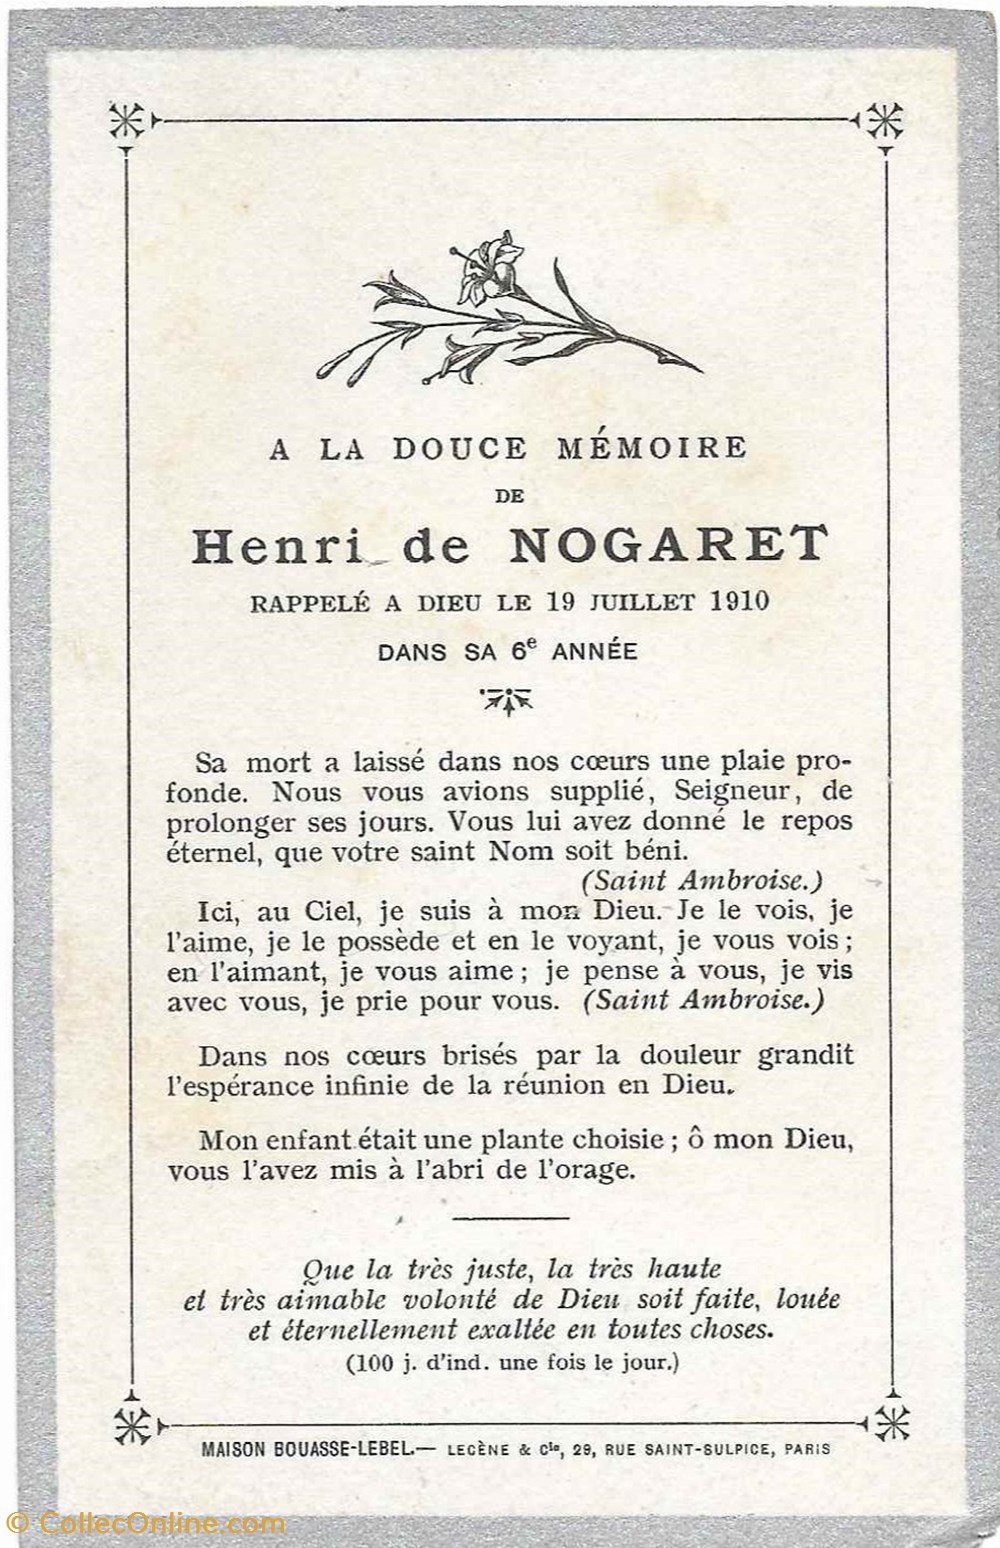 A LA DOUCE MÉMOIRE
DE
Henri de NOGARET
RAPPELÉ A DIEU LE 19 JUILLET 1910
DANS SA 6e ANNÉE
Sa mort a laissé dans nos cœurs une plaie pro-
fonde. Nous vous avions supplié, Seigneur, de
prolonger ses jours. Vous lui avez donné le repos
éternel, que votre saint Nom soit béni.
(Saint Ambroise.)
Ici, au Ciel, je suis à mon Dieu. Je le vois, je
l'aime, je le possède et en le voyant, je vous vois ;
en l'aimant, je vous aime ; je pense à vous, je vis
avec vous, je prie pour vous. (Saint Ambroise.)
Dans nos cœurs brisés par la douleur grandit
l'espérance infinie de la réunion en Dieu.
Mon enfant était une plante choisie ; ô mon Dieu,
vous l'avez mis à l'abri de l'orage.
Que la très juste, la très haute
et très aimable volonté de Dieu soit faite, louée
et éternellement exaltée en toutes choses.
(100 j. d'ind. une fois le jour.)
MAISON BOUASSE-LEBEL.— LECÈNE & Cie, 29, RUE SAINT-SULPICE, PARIS
© CollecOnline.com